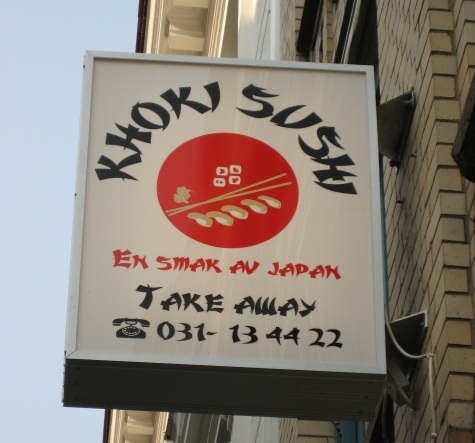 KHOKI SUSHI
EN SMAK AV JAPAN
TAKE AWAY
☎ 031- 13 44 22